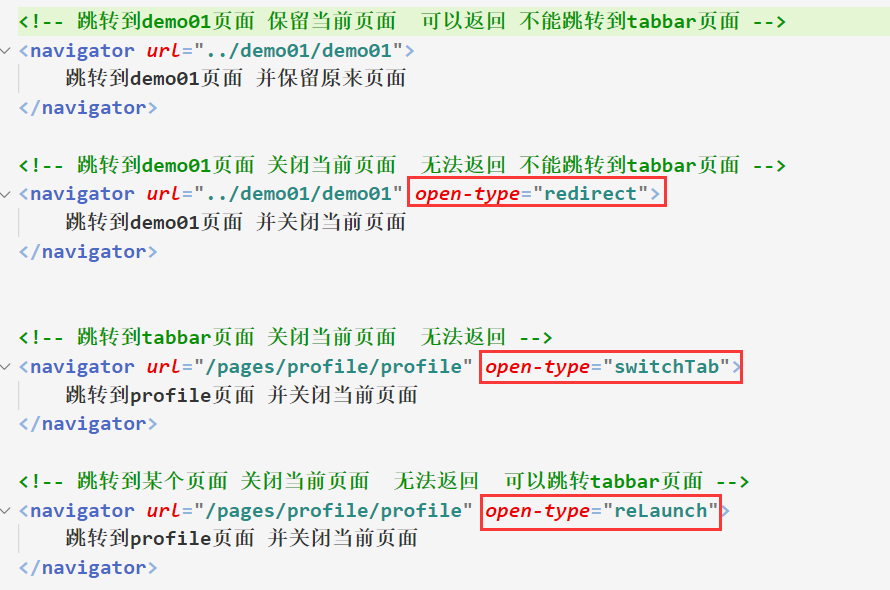 <!-- 跳转到demo01页面 保留当前页面  可以返回 不能跳转到tabbar页面 -->
<navigator url="../demo01/demo01">
    跳转到demo01页面 并保留原来页面
</navigator>
<!-- 跳转到demo01页面 关闭当前页面  无法返回 不能跳转到tabbar页面 -->
<navigator url="../demo01/demo01" open-type="redirect">
    跳转到demo01页面 并关闭当前页面
</navigator>
<!-- 跳转到tabbar页面 关闭当前页面  无法返回 -->
<navigator url="/pages/profile/profile" open-type="switchTab">
    跳转到profile页面 并关闭当前页面
</navigator>
<!-- 跳转到某个页面 关闭当前页面  无法返回  可以跳转tabbar页面 -->
<navigator url="/pages/profile/profile" open-type="reLaunch">
    跳转到profile页面 并关闭当前页面
</navigator>